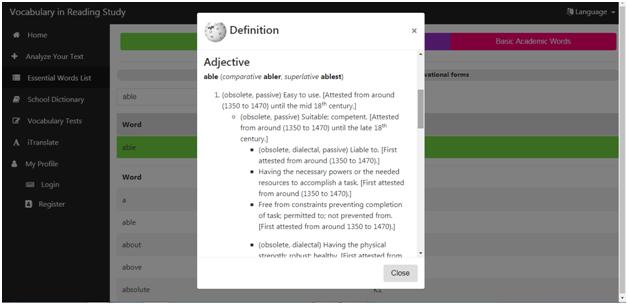 Vocabulary in Reading Study
Language
Home
Analyze Your Text
Essential Words List
School Dictionary
Vocabulary Tests
iTranslate
My Profile
Login
Register
Basic Academic Words
vational forms
able
Word
able
Word
a
able
about
above
absolute
K1
Definition
×
Adjective
able (comparative abler, superlative ablest)
1. (obsolete, passive) Easy to use. [Attested from around
(1350 to 1470) until the mid 18th century.]
(obsolete, passive) Suitable; competent. [Attested
from around (1350 to 1470) until the late 18th
century.]
(obsolete, dialectal, passive) Liable to. [First
attested from around (1350 to 1470).]
Having the necessary powers or the needed
resources to accomplish a task. [First attested
from around (1350 to 1470).]
Free from constraints preventing completion
of task; permitted to; not prevented from.
[First attested from around 1350 to 1470).]
(obsolete, dialectal) Having the physical
strength; robust; healthy. [First attested from
Close